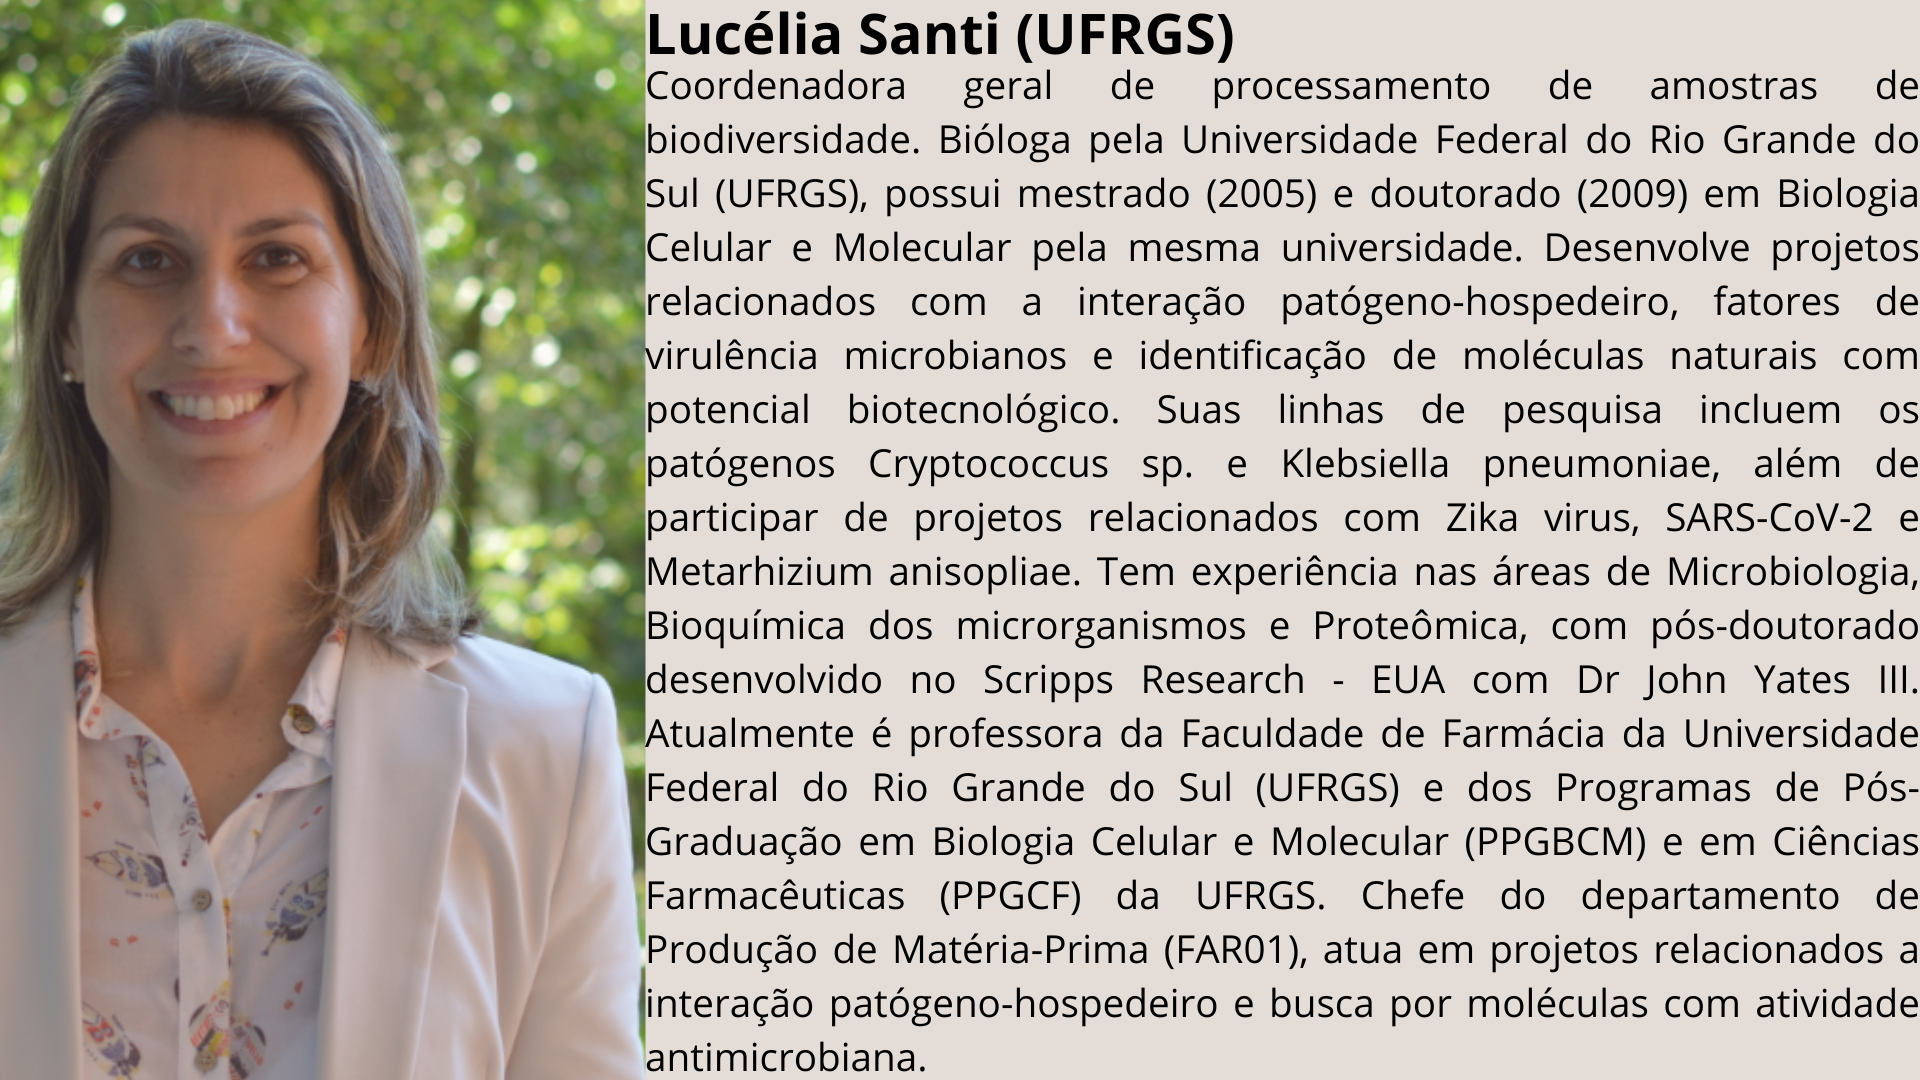 Lucélia Santi (UFRGS)
Coordenadora geral de processamento de amostras de
biodiversidade. Bióloga pela Universidade Federal do Rio Grande do
Sul (UFRGS), possui mestrado (2005) e doutorado (2009) em Biologia
Celular e Molecular pela mesma universidade. Desenvolve projetos
relacionados com a interação patógeno-hospedeiro, fatores de
virulência microbianos e identificação de moléculas naturais com
potencial biotecnológico. Suas linhas de pesquisa incluem os
patógenos Cryptococcus sp. e Klebsiella pneumoniae, além de
participar de projetos relacionados com Zika virus, SARS-CoV-2 e
Metarhizium anisopliae. Tem experiência nas áreas de Microbiologia,
Bioquímica dos microrganismos e Proteômica, com pós-doutorado
desenvolvido no Scripps Research - EUA com Dr John Yates III.
Atualmente é professora da Faculdade de Farmácia da Universidade
Federal do Rio Grande do Sul (UFRGS) e dos Programas de Pós-
Graduação em Biologia Celular e Molecular (PPGBCM) e em Ciências
Farmacêuticas (PPGCF) da UFRGS. Chefe do departamento de
Produção de Matéria-Prima (FAR01), atua em projetos relacionados a
interação patógeno-hospedeiro e busca por moléculas com atividade
antimicrobiana.